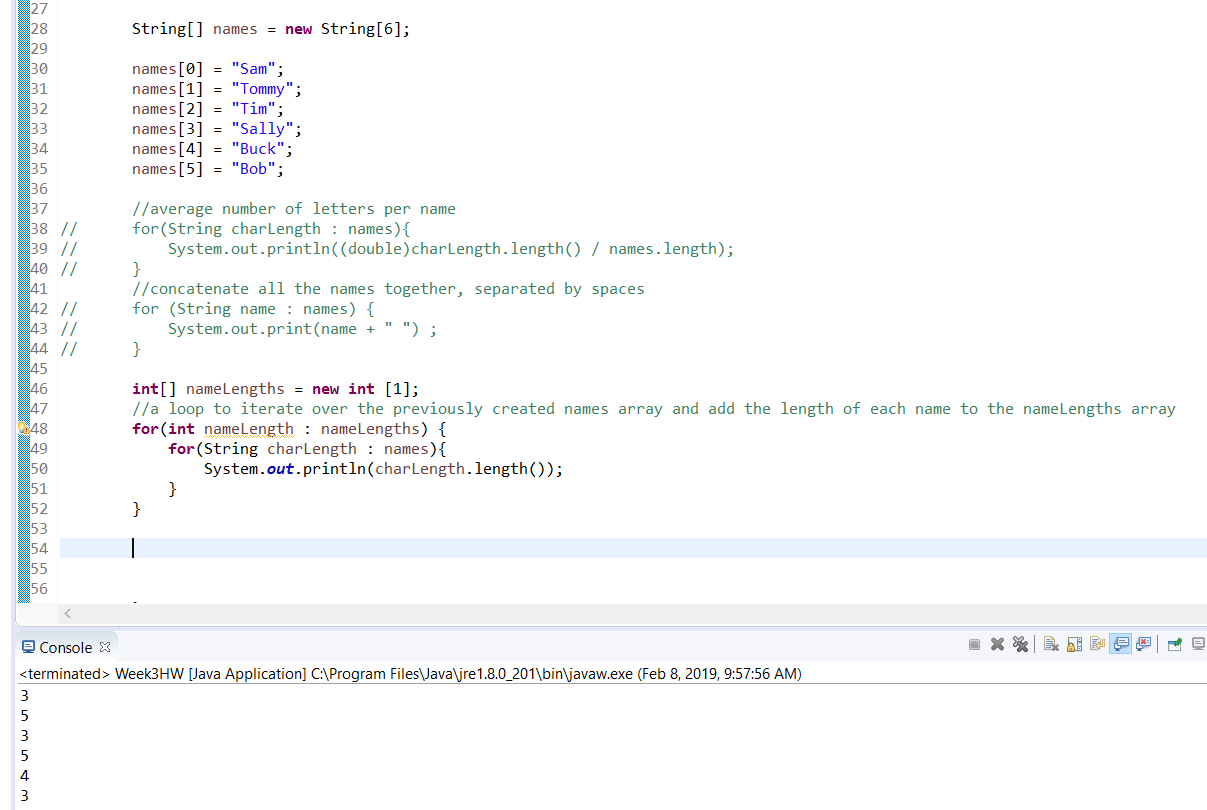 27
28 String[] names = new String[6];
29
30 names[0] = "Sam";
31 names[1] = "Tommy";
32 names[2] = "Tim";
33 names[3] = "Sally";
34 names[4] = "Buck";
35 names[5] = "Bob";
36
37 //average number of letters per name
38 // for(String charLength : names){
39 // System.out.println((double)charLength.length() / names.length);
40 // }
41 //concatenate all the names together, separated by spaces
42 // for (String name : names) {
43 // System.out.print(name + " ") ;
44 // }
45
46 int[] nameLengths = new int [1];
47 //a loop to iterate over the previously created names array and add the length of each name to the nameLengths array
48 for(int nameLength : nameLengths) {
49 for(String charLength : names){
50 System.out.println(charLength.length());
51 }
52 }
53
54
55
56
Console
<terminated> Week3HW [Java Application] C:\Program Files\Java\jre1.8.0_201\bin\javaw.exe (Feb 8, 2019, 9:57:56 AM)
3
5
3
5
4
3